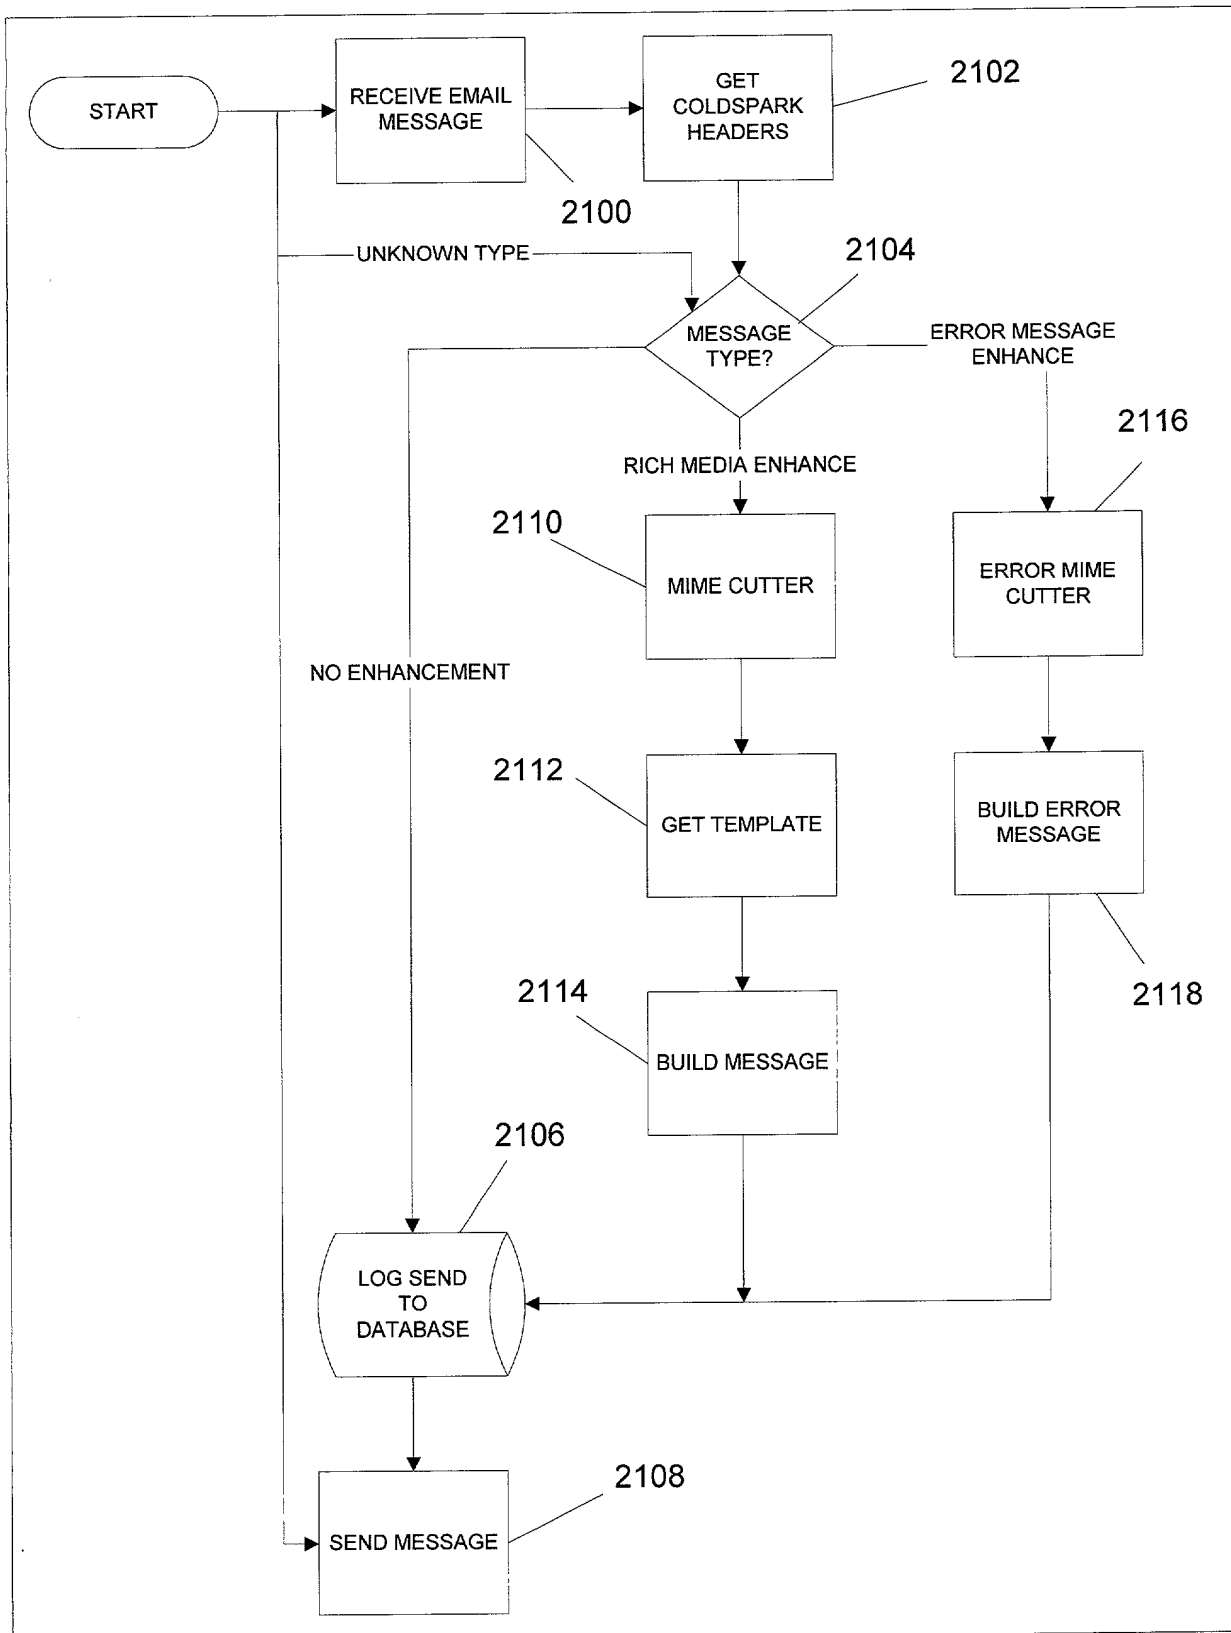 START
RECEIVE EMAIL
MESSAGE
2100
GET
COLDSPARK
HEADERS
2102
UNKNOWN TYPE
2104
MESSAGE
TYPE?
ERROR MESSAGE
ENHANCE
RICH MEDIA ENHANCE
2116
2110
MIME CUTTER
ERROR MIME
CUTTER
NO ENHANCEMENT
2112
GET TEMPLATE
BUILD ERROR
MESSAGE
2118
2114
BUILD MESSAGE
2106
LOG SEND
TO
DATABASE
2108
SEND MESSAGE